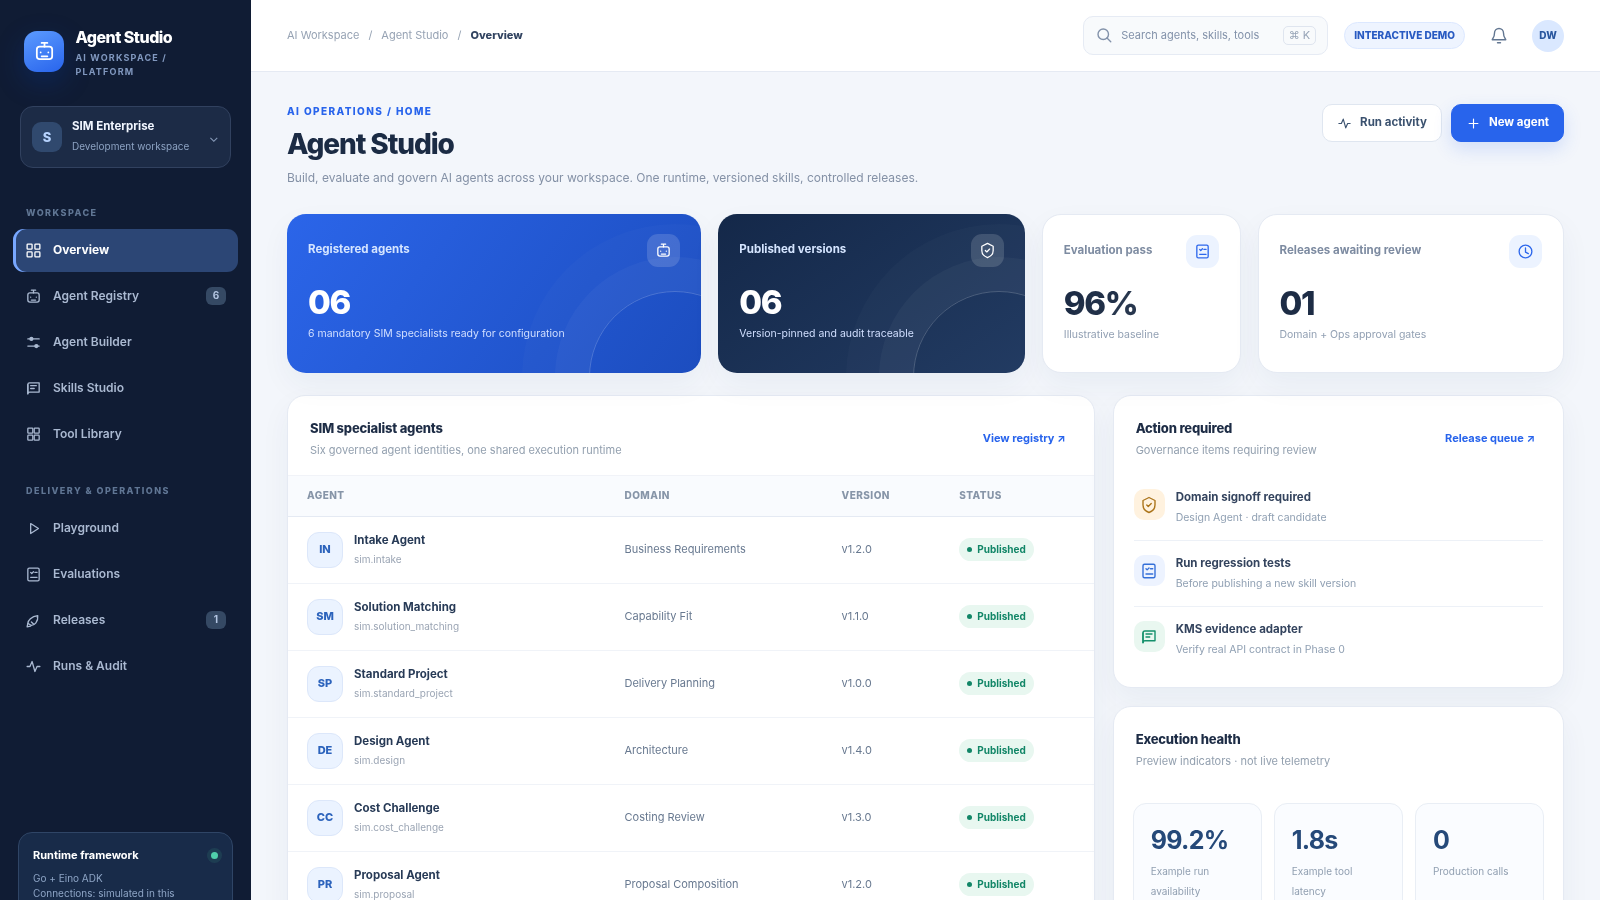 Agent Studio
AI WORKSPACE /
PLATFORM
S
SIM Enterprise
Development workspace
WORKSPACE
Overview
Agent Registry
6
Agent Builder
Skills Studio
Tool Library
DELIVERY & OPERATIONS
Playground
Evaluations
Releases
1
Runs & Audit
Runtime framework
Go + Eino ADK
Connections: simulated in this
AI Workspace / Agent Studio / Overview
Search agents, skills, tools
⌘ K
INTERACTIVE DEMO
DW
AI OPERATIONS / HOME
Agent Studio
Build, evaluate and govern AI agents across your workspace. One runtime, versioned skills, controlled releases.
Run activity
New agent
Registered agents
06
6 mandatory SIM specialists ready for configuration
Published versions
06
Version-pinned and audit traceable
Evaluation pass
96%
Illustrative baseline
Releases awaiting review
01
Domain + Ops approval gates
SIM specialist agents
Six governed agent identities, one shared execution runtime
View registry ↗
AGENT DOMAIN VERSION STATUS
IN
Intake Agent
sim.intake
Business Requirements
v1.2.0
Published
SM
Solution Matching
sim.solution_matching
Capability Fit
v1.1.0
Published
SP
Standard Project
sim.standard_project
Delivery Planning
v1.0.0
Published
DE
Design Agent
sim.design
Architecture
v1.4.0
Published
CC
Cost Challenge
sim.cost_challenge
Costing Review
v1.3.0
Published
PR
Proposal Agent
sim.proposal
Proposal Composition
v1.2.0
Published
Action required
Governance items requiring review
Release queue ↗
Domain signoff required
Design Agent · draft candidate
Run regression tests
Before publishing a new skill version
KMS evidence adapter
Verify real API contract in Phase 0
Execution health
Preview indicators · not live telemetry
99.2%
Example run
availability
1.8s
Example tool
latency
0
Production calls